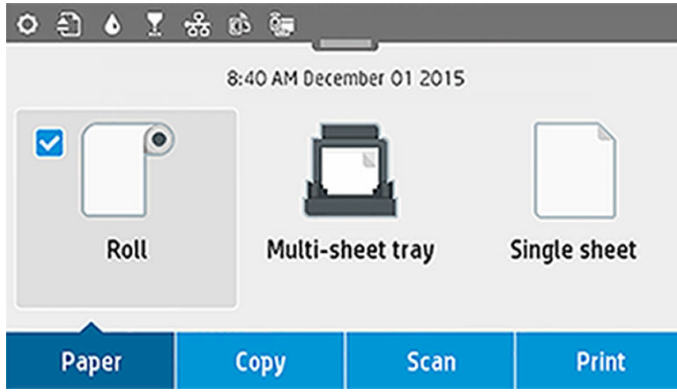 8:40 AM December 01 2015
Roll
Multi-sheet tray
Single sheet
Paper
Copy
Scan
Print